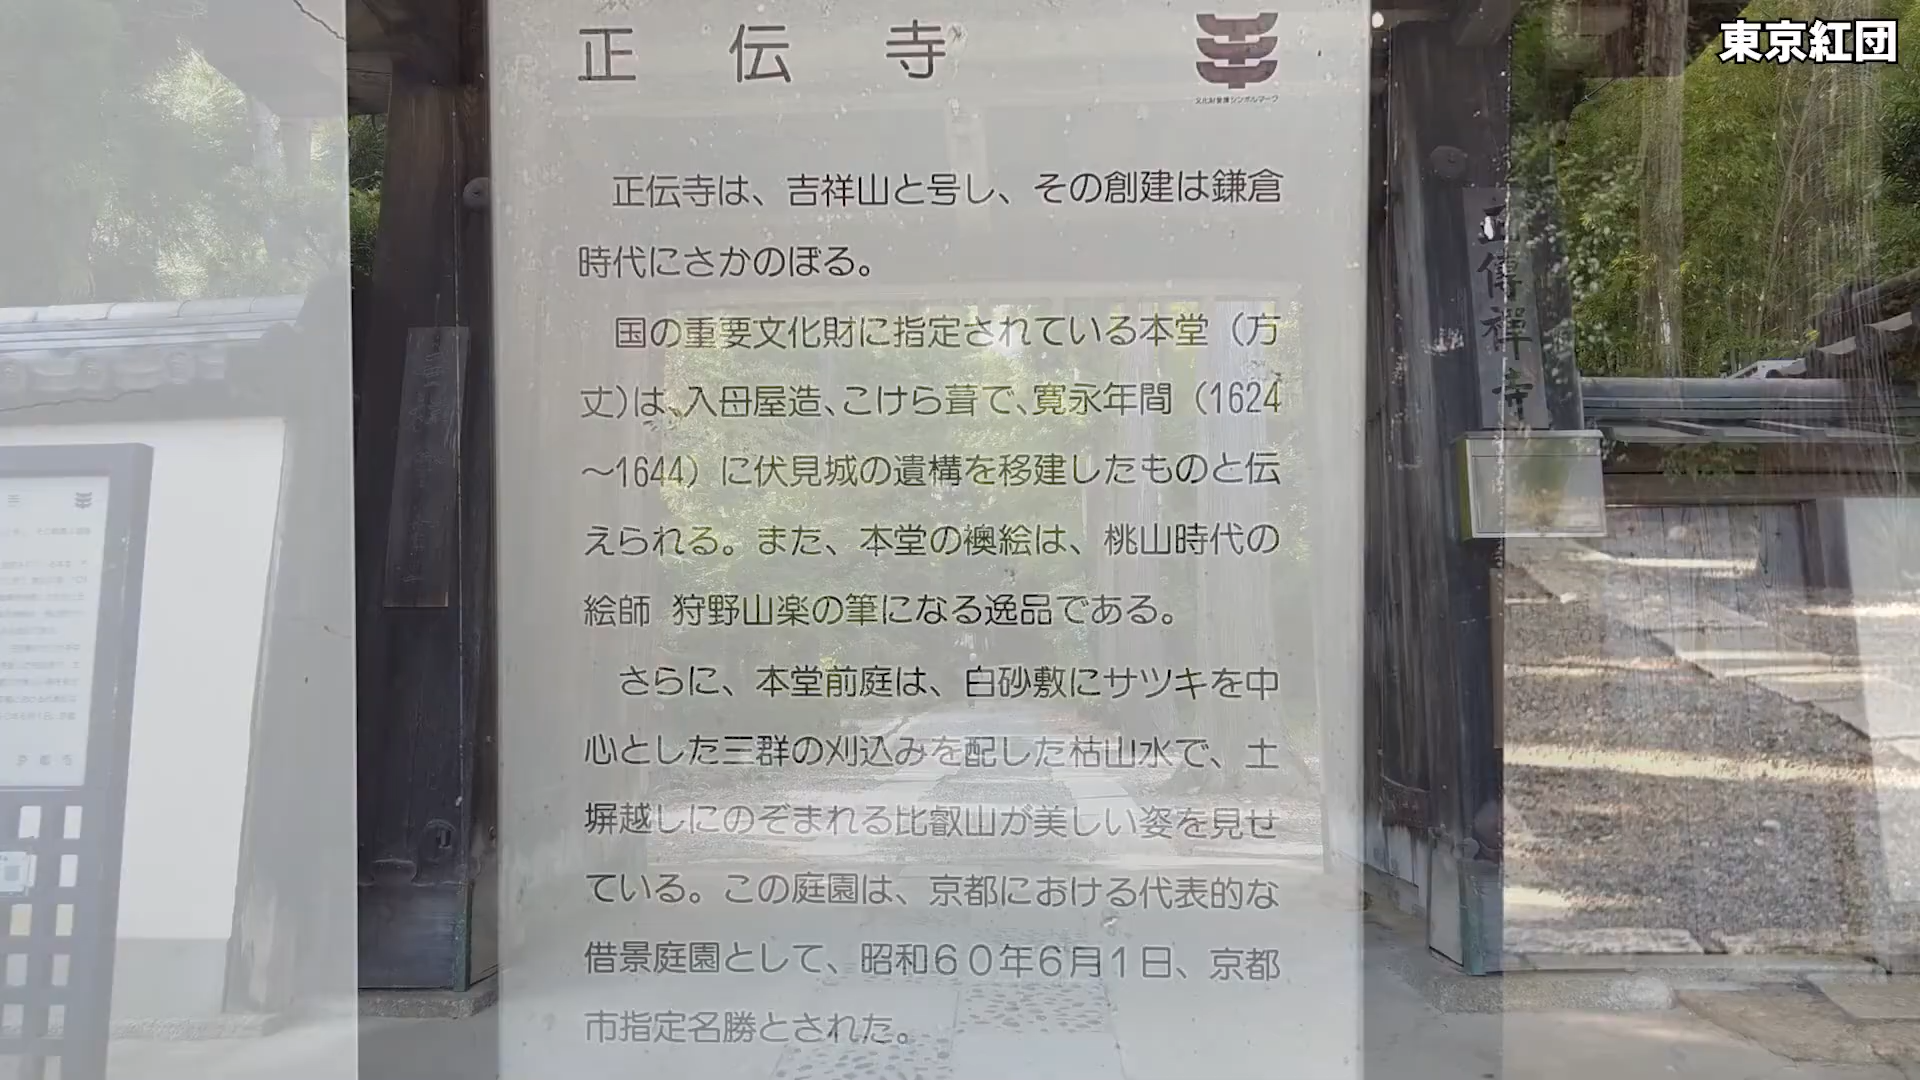 東京紅団
正伝寺
文化財愛護シンボルマーク
正伝寺は、吉祥山と号し、その創建は鎌倉
時代にさかのぼる。
国の重要文化財に指定されている本堂（方
丈）は、入母屋造、こけら葺で、寛永年間（1624
～1644）に伏見城の遺構を移建したものと伝
えられる。また、本堂の襖絵は、桃山時代の
絵師 狩野山楽の筆になる逸品である。
さらに、本堂前庭は、白砂敷にサツキを中
心とした三群の刈込みを配した枯山水で、土
塀越しにのぞまれる比叡山が美しい姿を見せ
ている。この庭園は、京都における代表的な
借景庭園として、昭和６０年６月１日、京都
市指定名勝とされた。
正傳禅寺